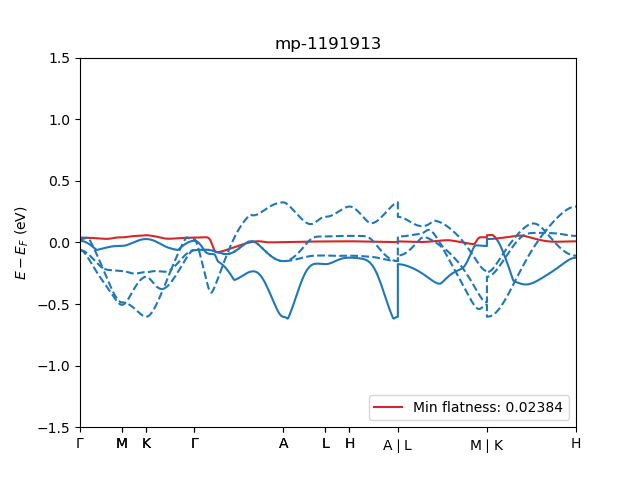 mp-1191913
E − E_F (eV)
1.5
1.0
0.5
0.0
−0.5
−1.0
−1.5
Min flatness: 0.02384
Γ M K Γ A L H A | L M | K H